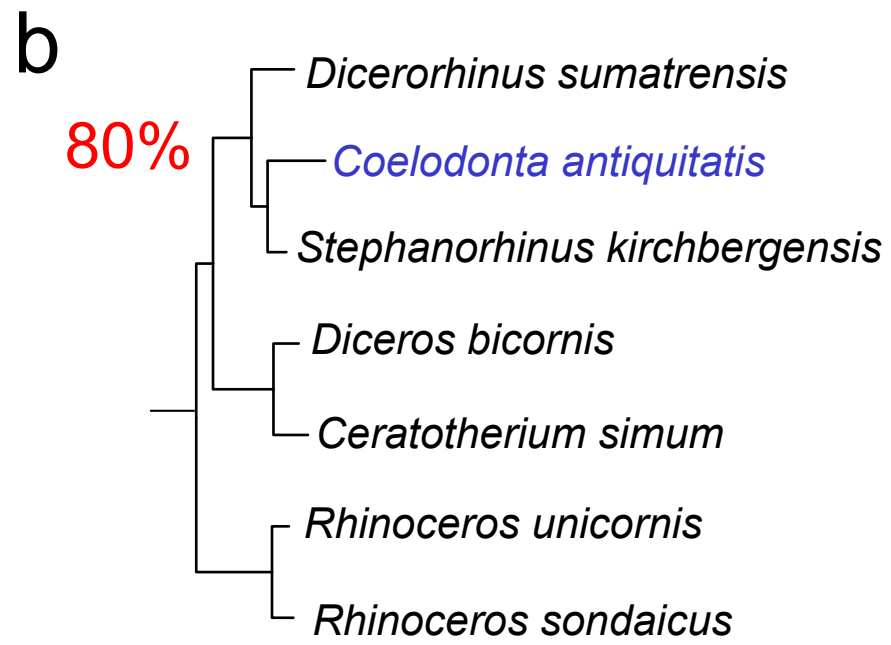 b
80%
Dicerorhinus sumatrensis
Coelodonta antiquitatis
Stephanorhinus kirchbergensis
Diceros bicornis
Ceratotherium simum
Rhinoceros unicornis
Rhinoceros sondaicus